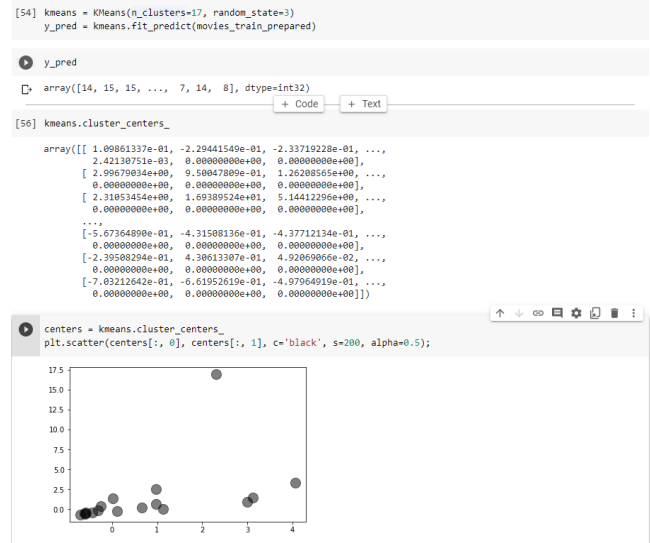 [54] kmeans = KMeans(n_clusters=17, random_state=3)
y_pred = kmeans.fit_predict(movies_train_prepared)
y_pred
array([14, 15, 15, ..., 7, 14, 8], dtype=int32)
+ Code + Text
[56] kmeans.cluster_centers_
array([[ 1.09861337e-01, -2.29441549e-01, -2.33719228e-01, ...,
2.42130751e-03, 0.00000000e+00, 0.00000000e+00],
[ 2.99679034e+00, 9.50047809e-01, 1.26208565e+00, ...,
0.00000000e+00, 0.00000000e+00, 0.00000000e+00],
[ 2.31053454e+00, 1.69389524e+01, 5.14412296e+00, ...,
0.00000000e+00, 0.00000000e+00, 0.00000000e+00],
...,
[-5.67364890e-01, -4.31508136e-01, -4.37712134e-01, ...,
0.00000000e+00, 0.00000000e+00, 0.00000000e+00],
[-2.39508294e-01, 4.30613307e-01, 4.92069066e-02, ...,
0.00000000e+00, 0.00000000e+00, 0.00000000e+00],
[-7.03212642e-01, -6.61952619e-01, -4.97964919e-01, ...,
0.00000000e+00, 0.00000000e+00, 0.00000000e+00]])
centers = kmeans.cluster_centers_
plt.scatter(centers[:, 0], centers[:, 1], c='black', s=200, alpha=0.5);
17.5
15.0
12.5
10.0
7.5
5.0
2.5
0.0
0 1 2 3 4